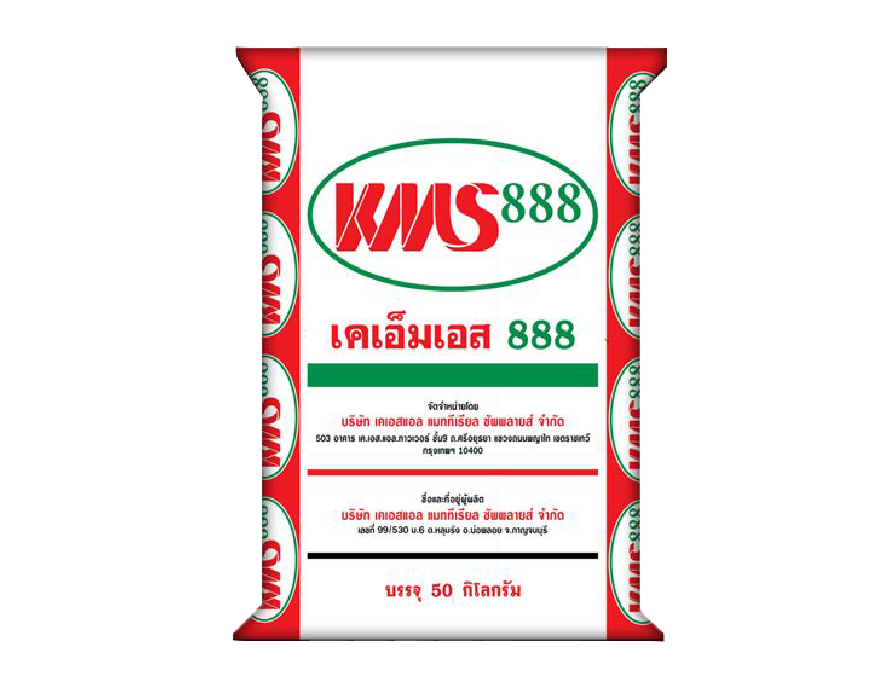 KMS888
เคเอ็มเอส 888
จัดจำหน่ายโดย
บริษัท เคเอสแอล แมททีเรียล ซัพพลายส์ จำกัด
503 อาคาร เค.เอส.แอล.ทาวเวอร์ ชั้น9 ถ.ศรีอยุธยา แขวงถนนพญาไท เขตราชเทวี
กรุงเทพฯ 10400
ชื่อและที่อยู่ผู้ผลิต
บริษัท เคเอสแอล แมททีเรียล ซัพพลายส์ จำกัด
เลขที่ 99/530 ม.6 ต.หลุมรัง อ.บ่อพลอย จ.กาญจนบุรี
บรรจุ 50 กิโลกรัม